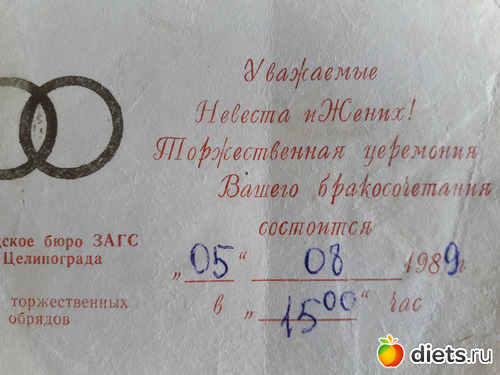 Уважаемые
Невеста и Жених!
Торжественная церемония
Вашего бракосочетания
состоится
„05“ 08 1989г
в „1500“ час
дское бюро ЗАГС
Целинограда
торжественных
обрядов
diets.ru